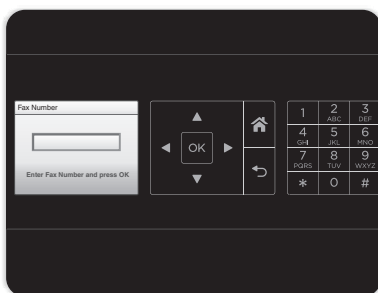 Fax Number
Enter Fax Number and press OK
OK
1 2 3
ABC DEF
4 5 6
GHI JKL MNO
7 8 9
PQRS TUV WXYZ
* 0 #